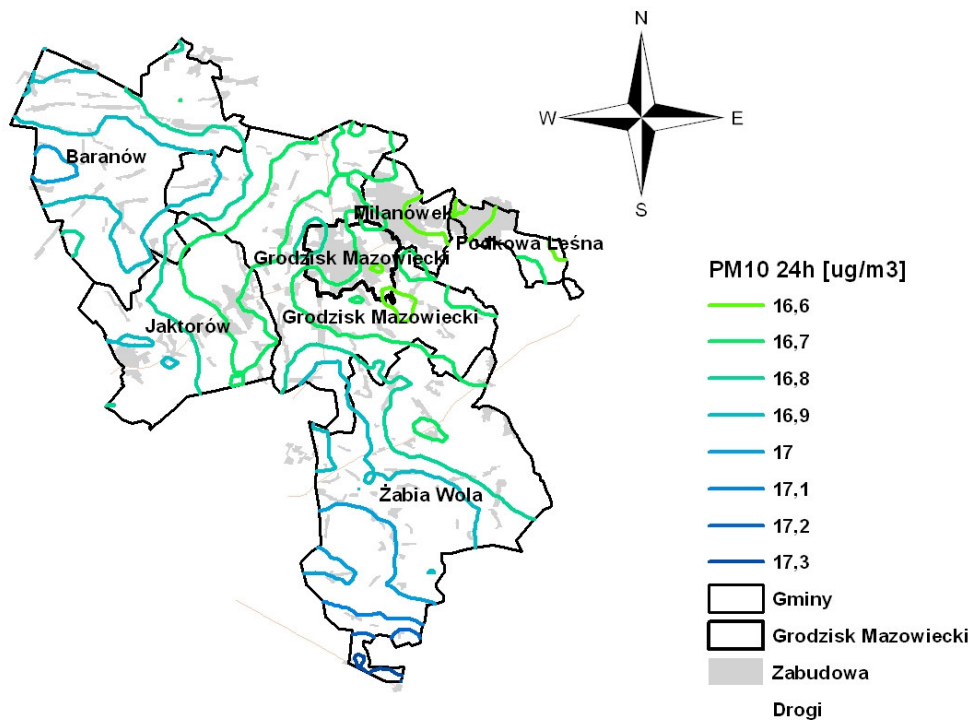 N
W E
S
Baranów
Milanówek
Podkowa Leśna
Grodzisk Mazowiecki
Grodzisk Mazowiecki
Jaktorów
Żabia Wola
PM10 24h [ug/m3]
16,6
16,7
16,8
16,9
17
17,1
17,2
17,3
Gminy
Grodzisk Mazowiecki
Zabudowa
Drogi